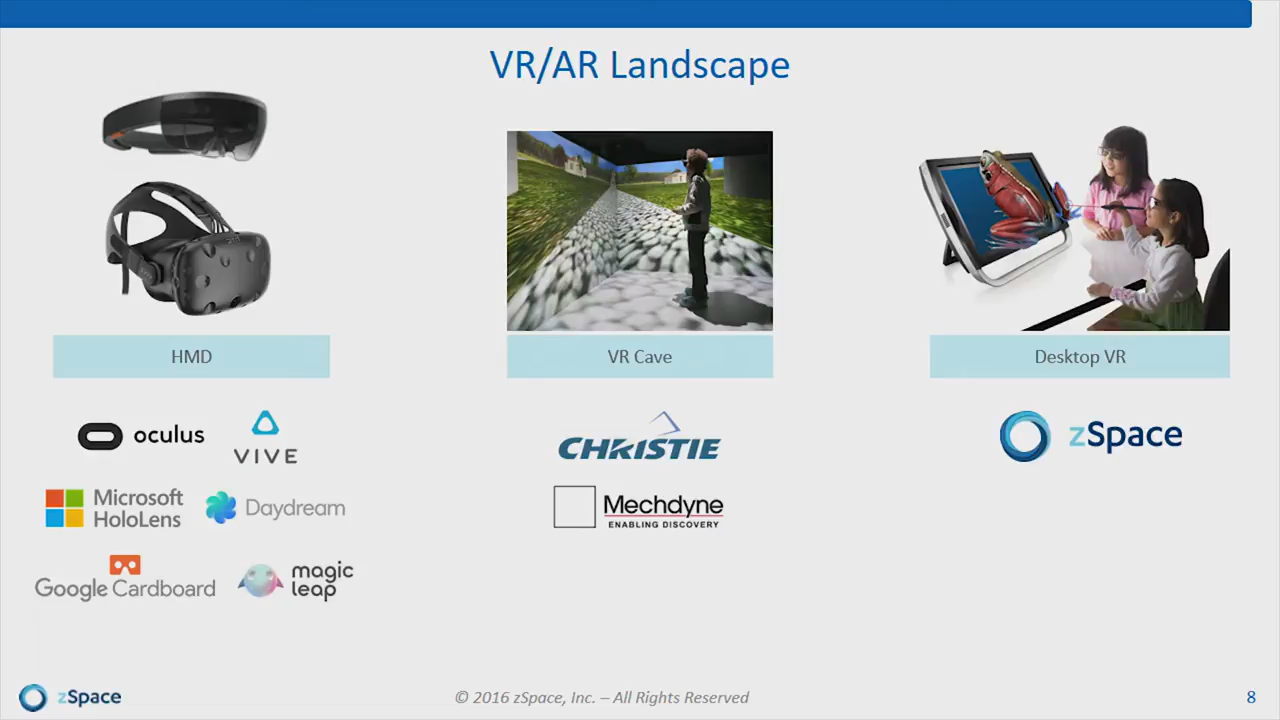 VR/AR Landscape
HMD
VR Cave
Desktop VR
oculus
VIVE
Microsoft
HoloLens
Daydream
Google Cardboard
magic
leap
CHRISTIE
Mechdyne
ENABLING DISCOVERY
zSpace
zSpace
© 2016 zSpace, Inc. – All Rights Reserved
8